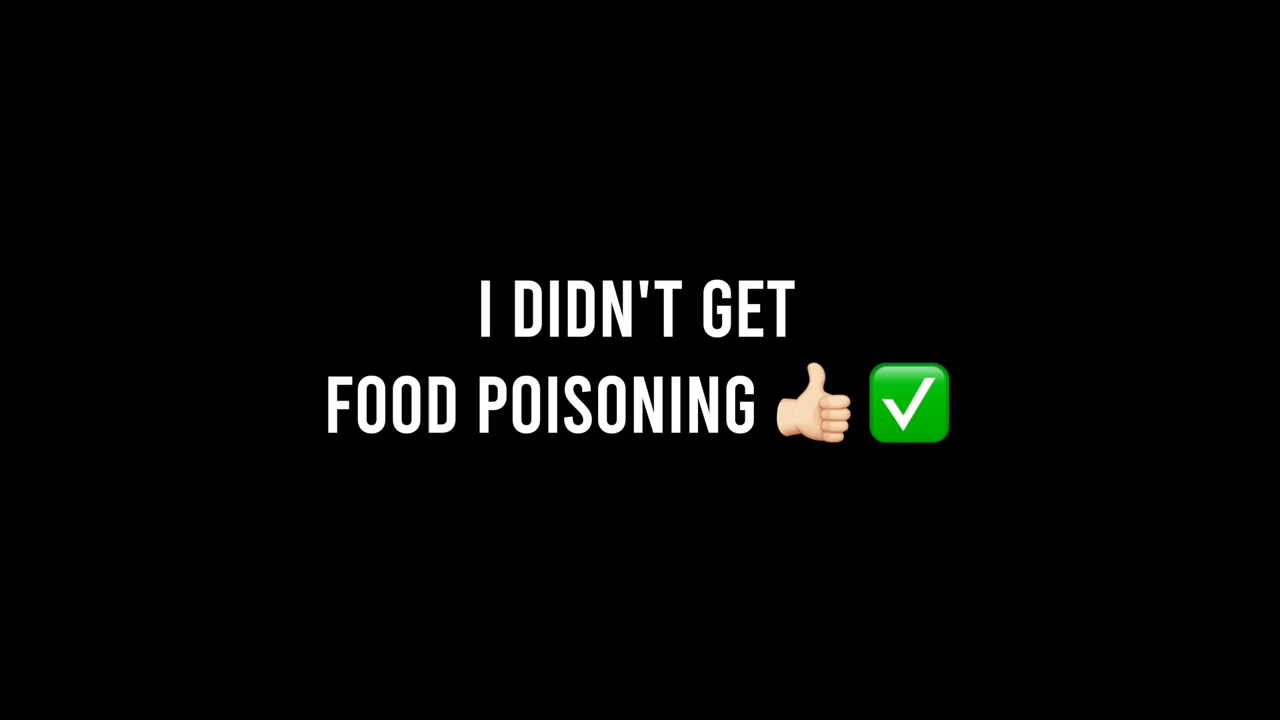 I DIDN'T GET
FOOD POISONING 👍🏻 ✅